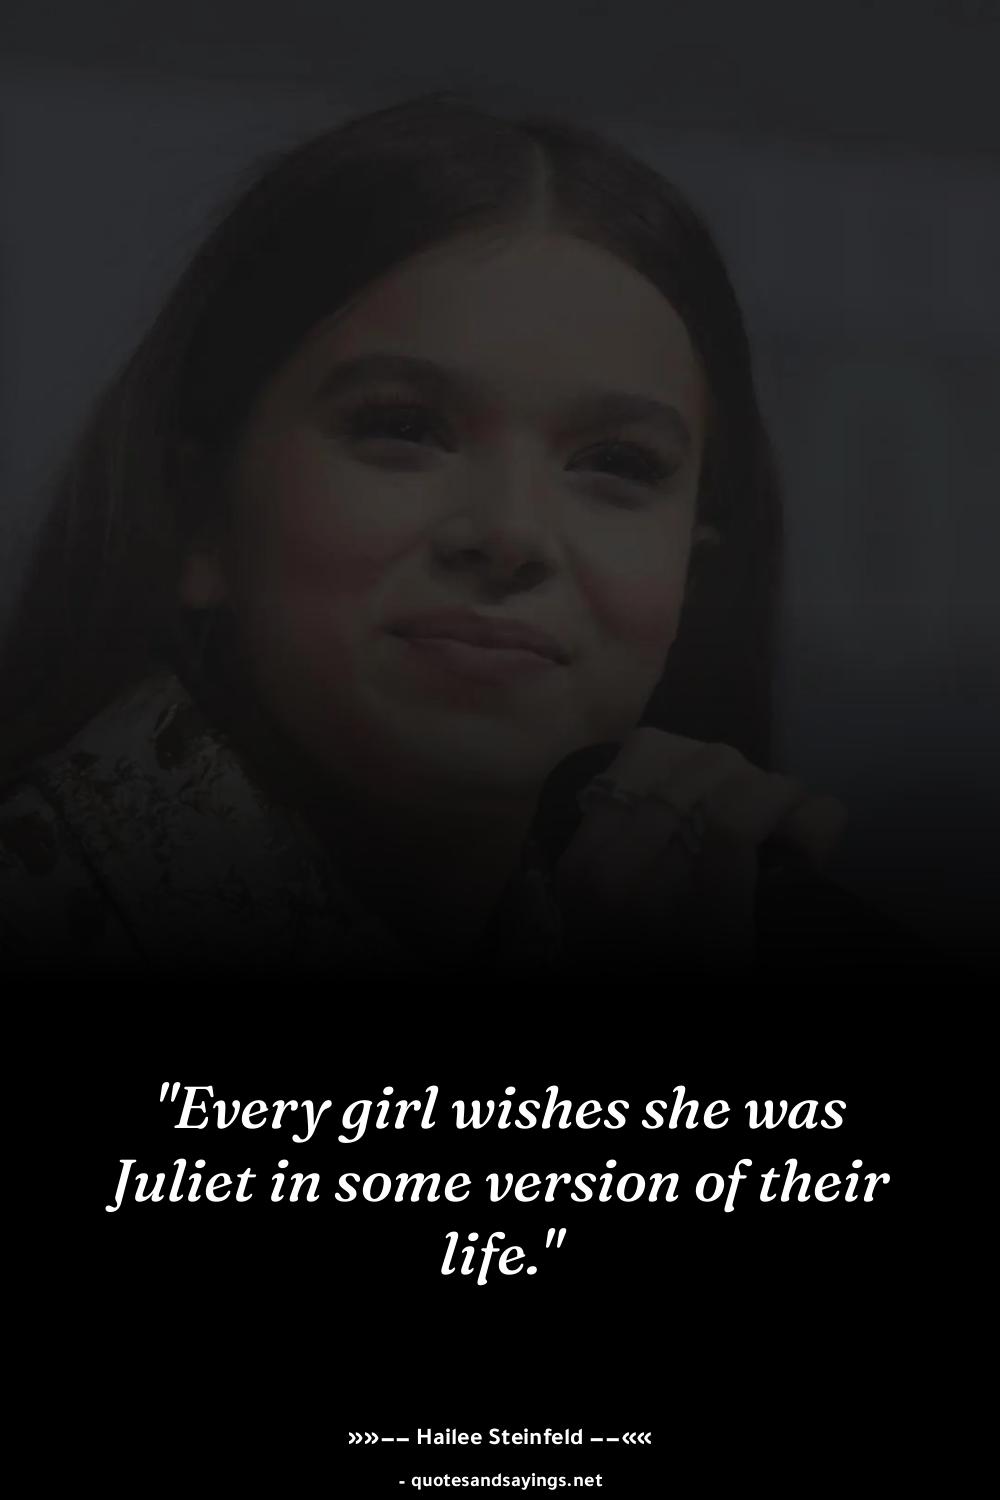 "Every girl wishes she was
Juliet in some version of their
life."
»»−− Hailee Steinfeld −−««
- quotesandsayings.net